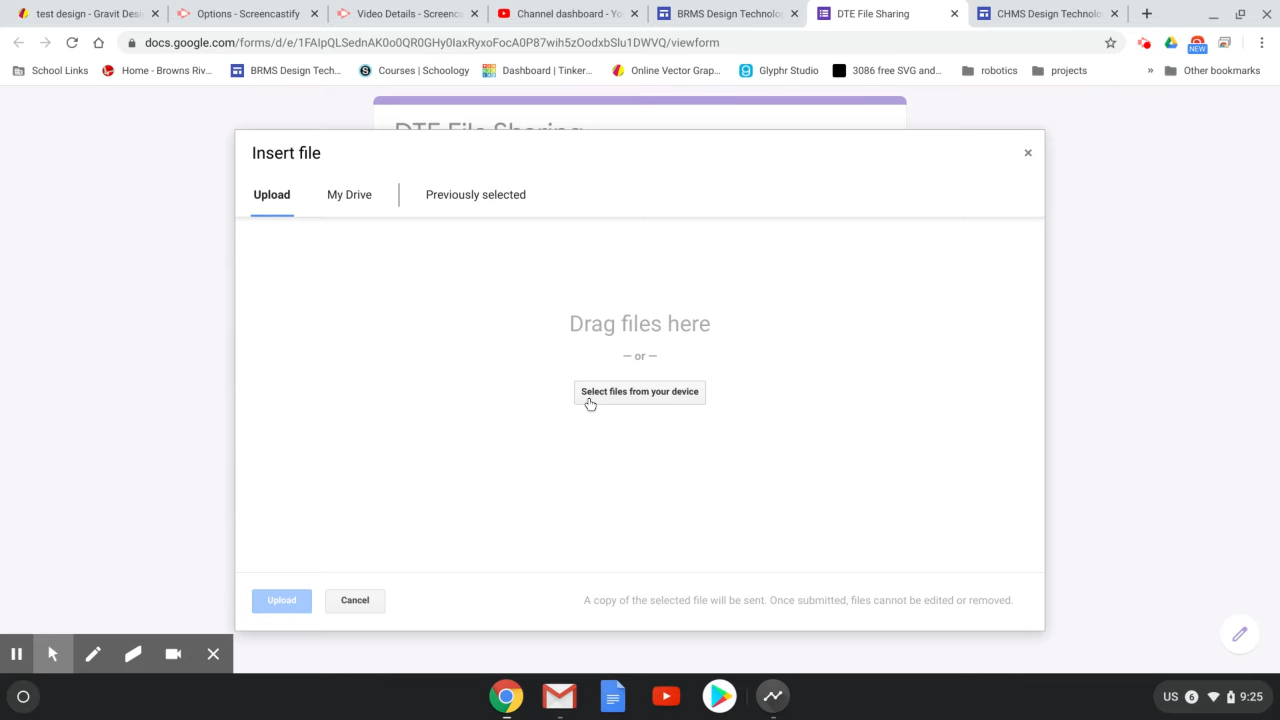 test design - Gravit Desi
Options - Screencastify
Video Details - Screenca
Channel dashboard - Yo
BRMS Design Technolo
DTE File Sharing
CHMS Design Technolo
docs.google.com/forms/d/e/1FAIpQLSednAK0o0QR0GHy0IaxRyxoFocA0P87wih5zOodxbSlu1DWVQ/viewform
NEW
School Links
Home - Browns Riv...
BRMS Design Tech...
Courses | Schoology
Dashboard | Tinker...
Online Vector Grap...
Glyphr Studio
3086 free SVG and...
robotics
projects
»
Other bookmarks
DTE File Sharing
Insert file
Upload
My Drive
Previously selected
Drag files here
— or —
Select files from your device
Upload
Cancel
A copy of the selected file will be sent. Once submitted, files cannot be edited or removed.
US
6
9:25